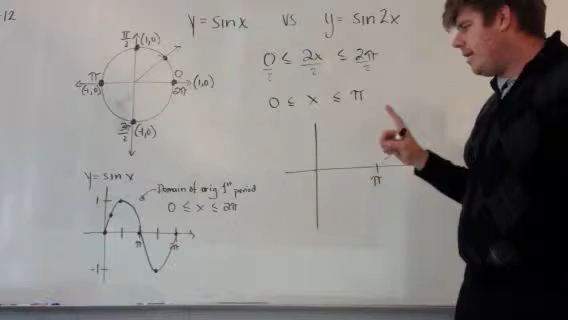 -12
y = sin x vs y = sin 2x
π/2 (1,0)
π 0
(-1,0) 2π (1,0)
3π/2 (-1,0)
0/2 ≤ 2x/2 ≤ 2π/2
0 ≤ x ≤ π
π
y = sin x
Domain of orig 1st period
0 ≤ x ≤ 2π
1
π 2π
-1